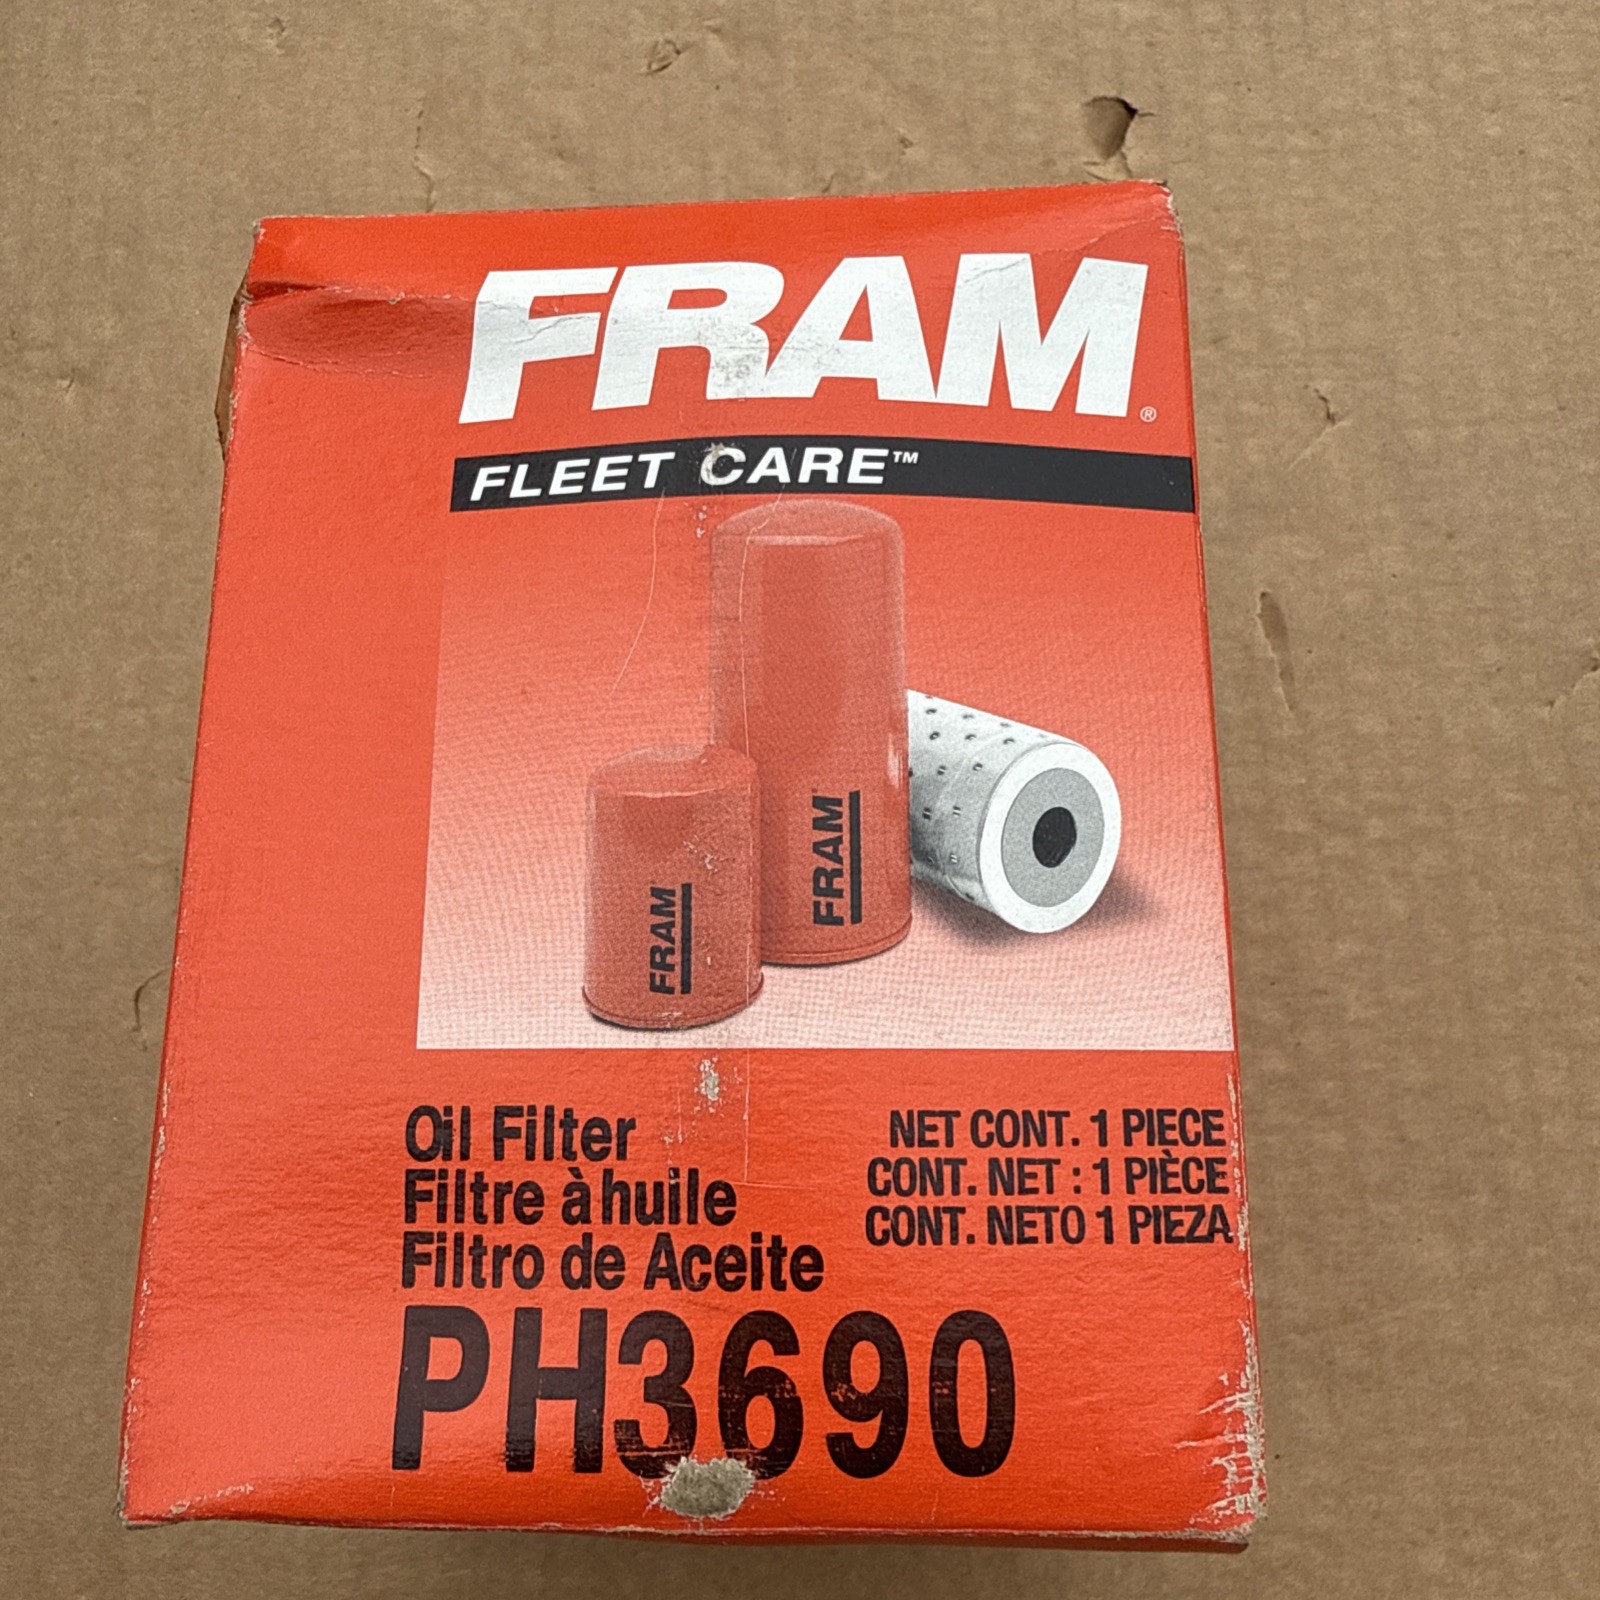 FRAM®
FLEET CARE™
FRAM
FRAM
Oil Filter
Filtre à huile
Filtro de Aceite
NET CONT. 1 PIECE
CONT. NET : 1 PIÈCE
CONT. NETO 1 PIEZA
PH3690